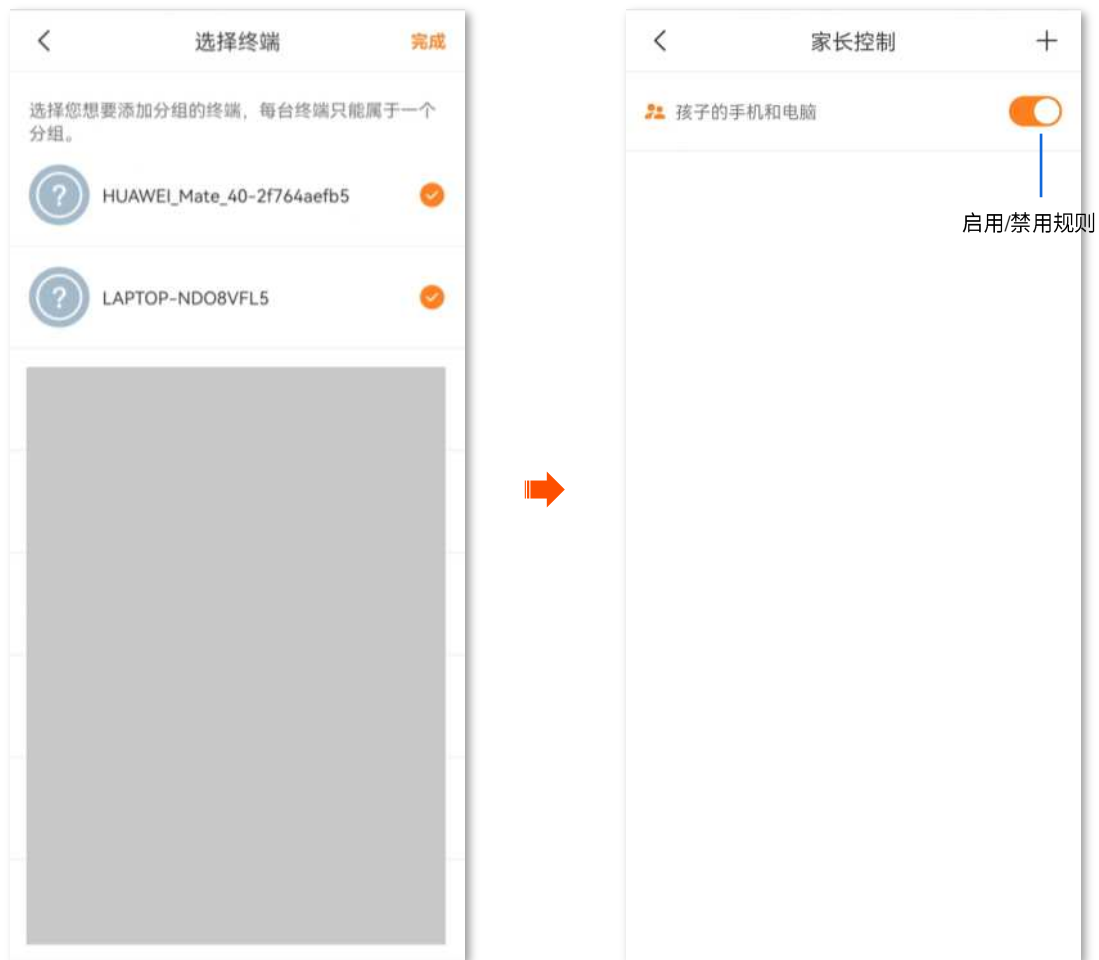 选择终端
完成
选择您想要添加分组的终端，每台终端只能属于一个
分组。
HUAWEI_Mate_40-2f764aefb5
LAPTOP-NDO8VFL5
家长控制
孩子的手机和电脑
启用/禁用规则